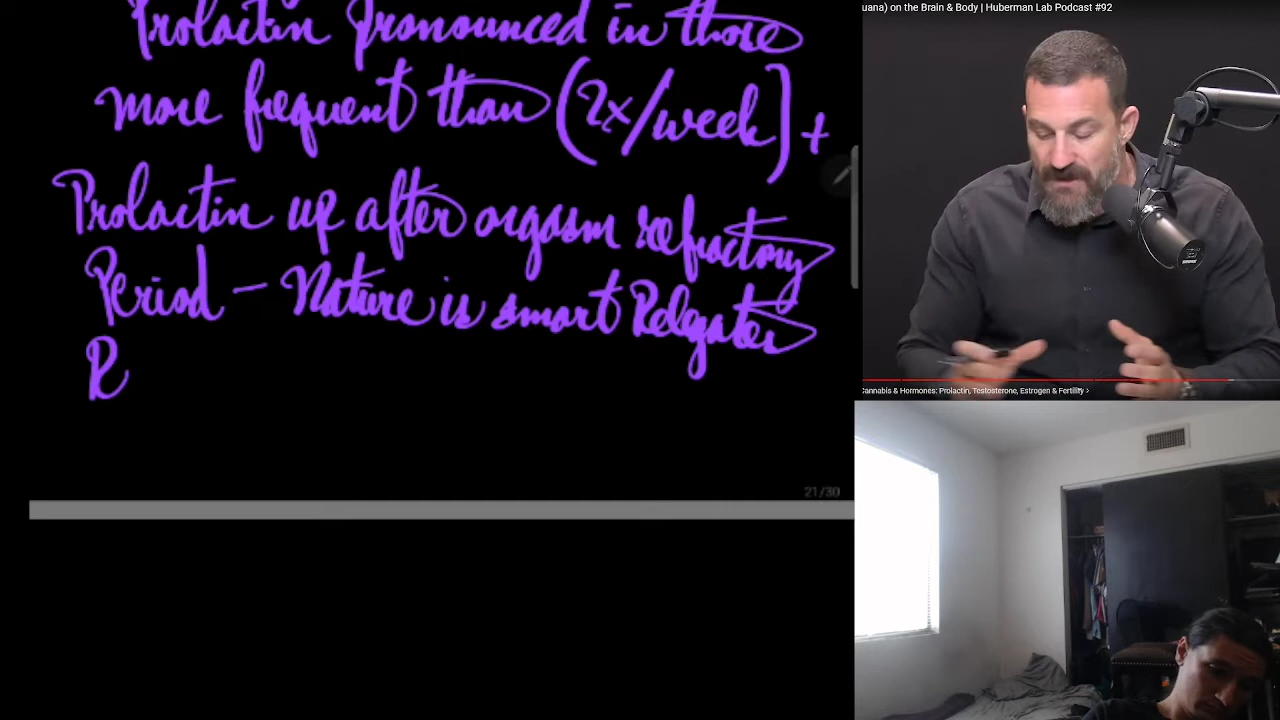 Prolactin pronounced in those
more frequent than (2x/week) +
Prolactin up after orgasm refractory
Period - Nature is smart Relegates
R
21/30
uana) on the Brain & Body | Huberman Lab Podcast #92
Cannabis & Hormones: Prolactin, Testosterone, Estrogen & Fertility >